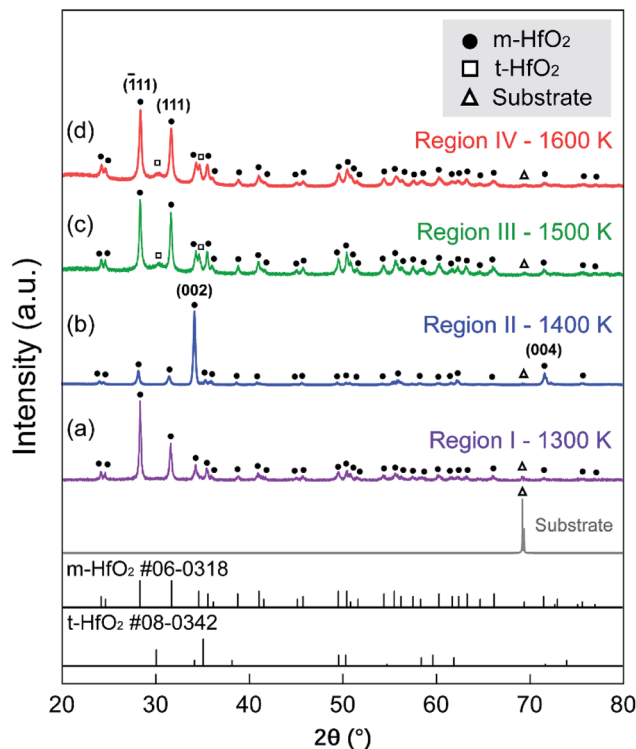 ● m-HfO₂
□ t-HfO₂
△ Substrate
(1̄11)
(111)
(d)
Region IV - 1600 K
(c)
Region III - 1500 K
(002)
(b)
Region II - 1400 K
(004)
(a)
Region I - 1300 K
Substrate
m-HfO₂ #06-0318
t-HfO₂ #08-0342
20 30 40 50 60 70 80
2θ (°)
Intensity (a.u.)